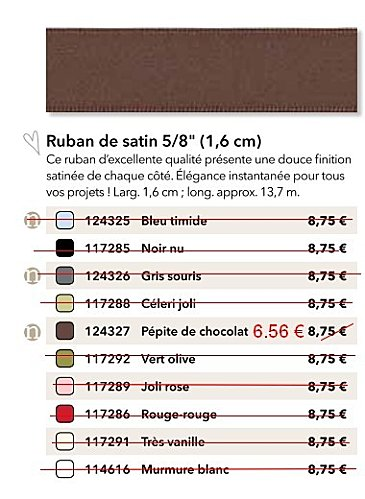 Ruban de satin 5/8" (1,6 cm)
Ce ruban d'excellente qualité présente une douce finition
satinée de chaque côté. Élégance instantanée pour tous
vos projets ! Larg. 1,6 cm ; long. approx. 13,7 m.
n 124325 Bleu timide 8,75 €
117285 Noir nu 8,75 €
n 124326 Gris souris 8,75 €
117288 Céleri joli 8,75 €
n 124327 Pépite de chocolat 6.56 € 8,75 €
117292 Vert olive 8,75 €
117289 Joli rose 8,75 €
117286 Rouge-rouge 8,75 €
117291 Très vanille 8,75 €
114616 Murmure blanc 8,75 €